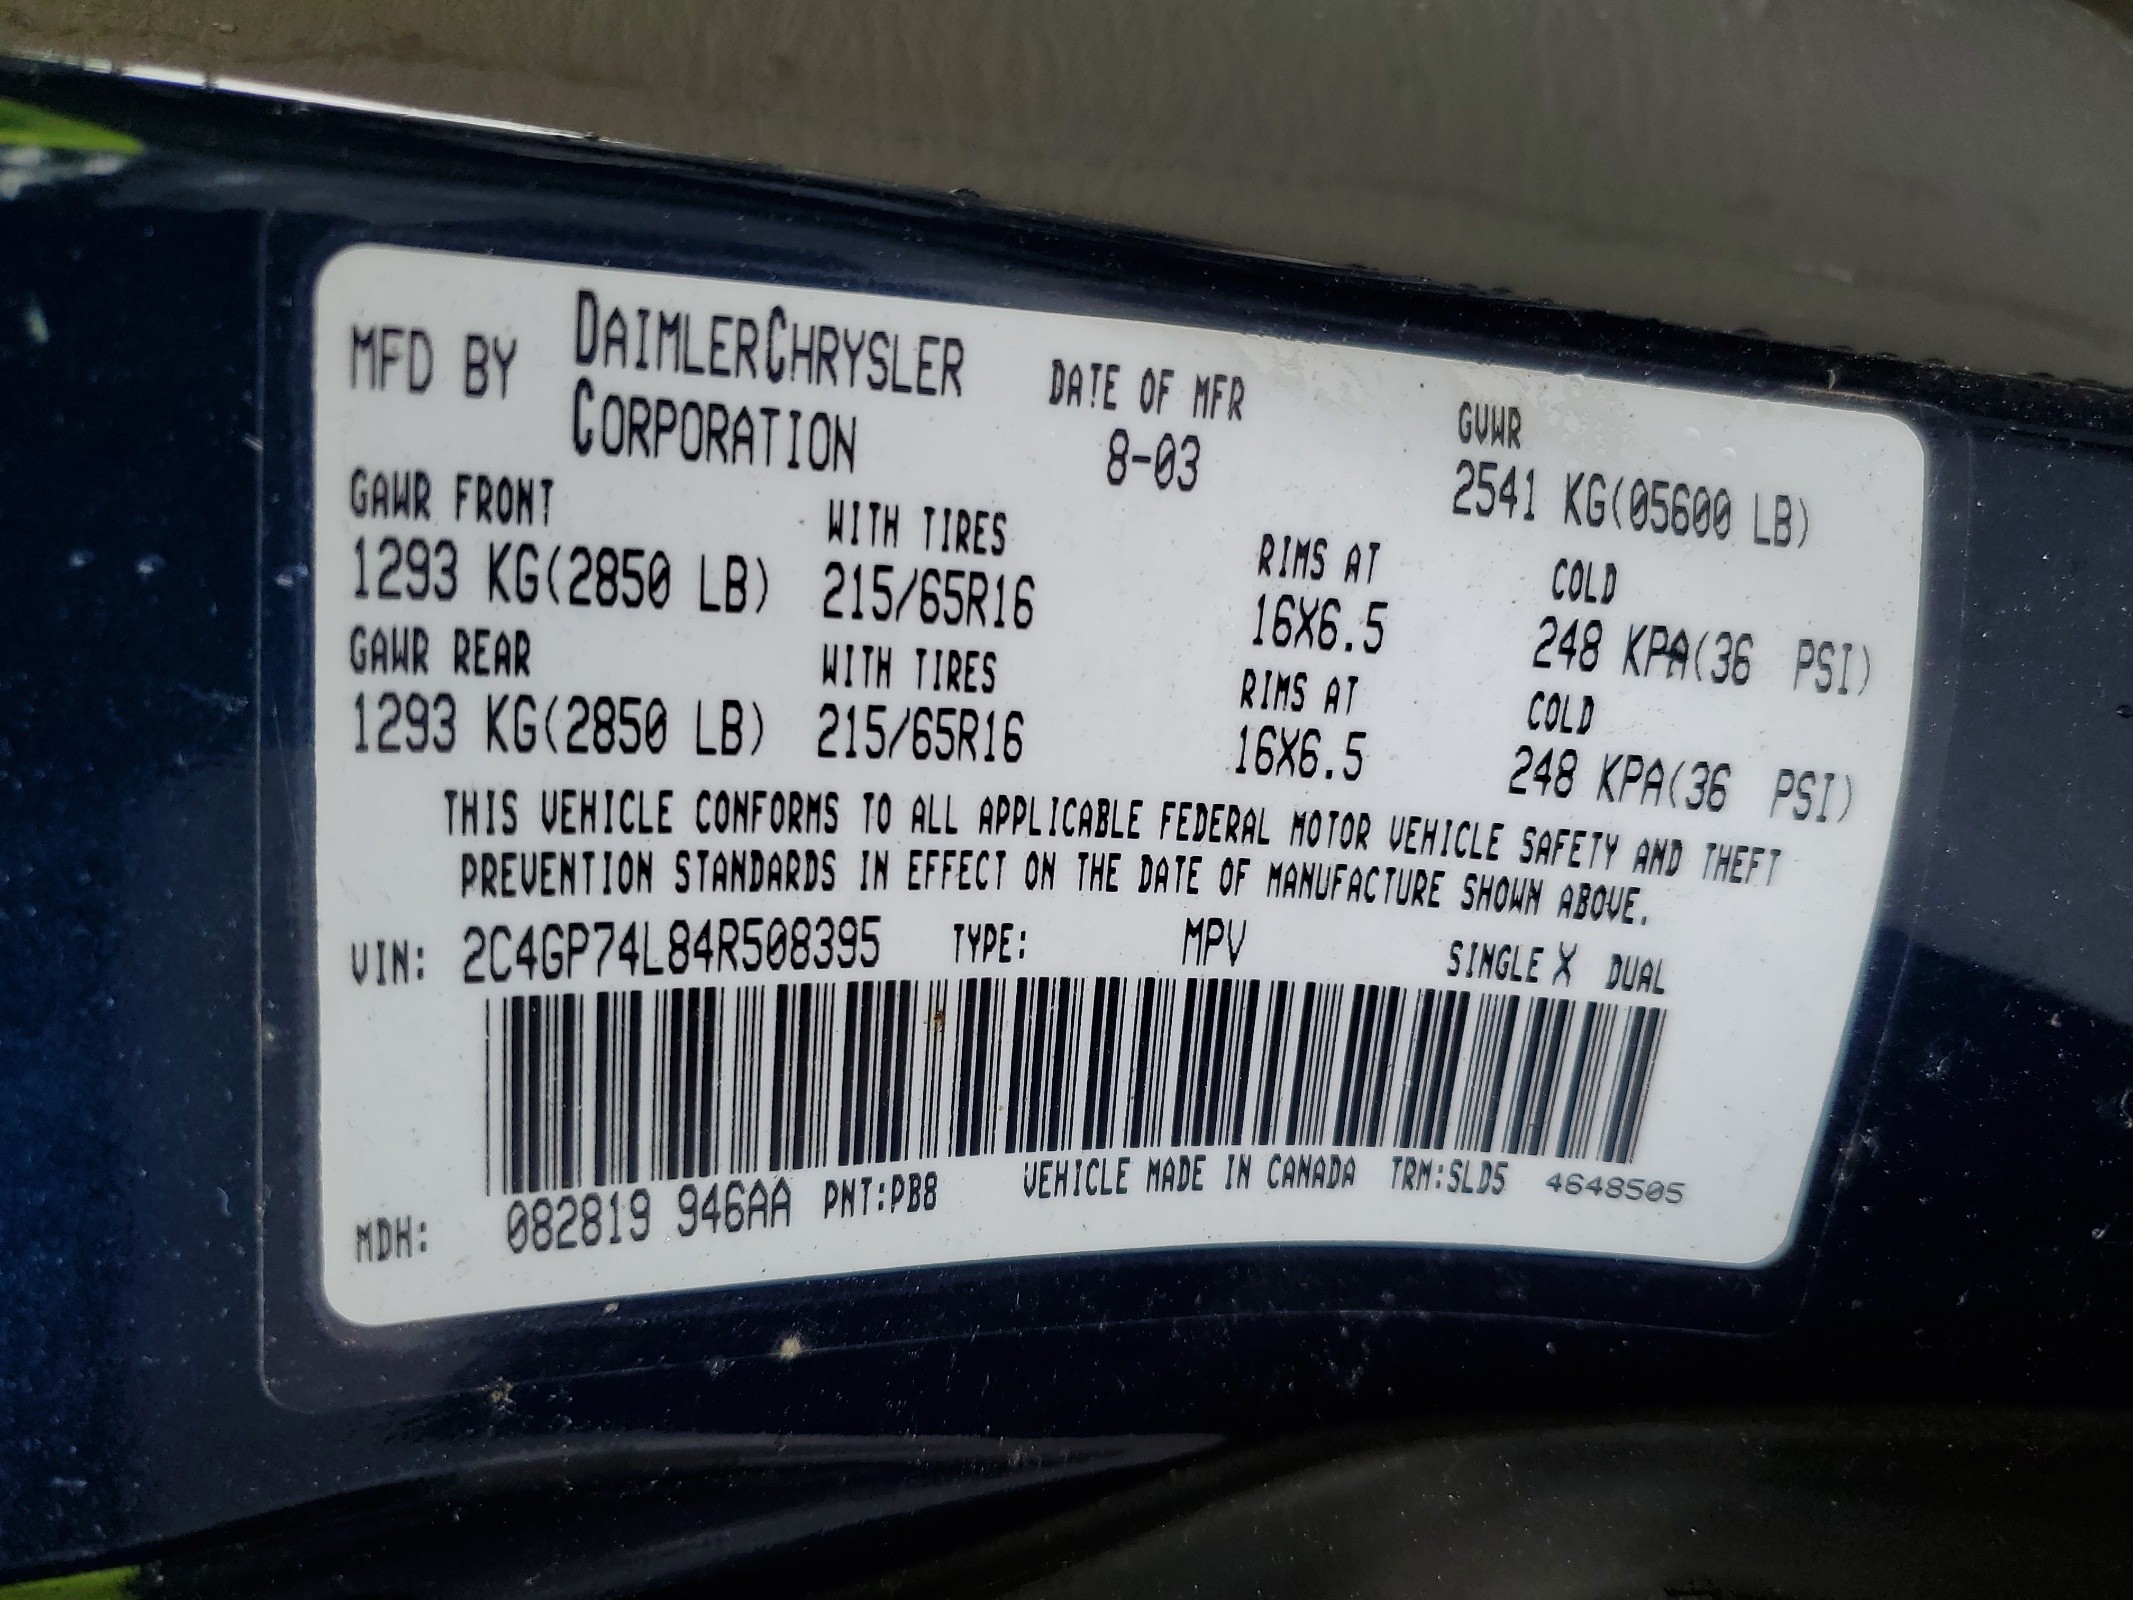 MFD BY DAIMLERCHRYSLER CORPORATION DATE OF MFR 8-03 GVWR 2541 KG(05600 LB)
GAWR FRONT WITH TIRES RIMS AT COLD
1293 KG(2850 LB) 215/65R16 16X6.5 248 KPA(36 PSI)
GAWR REAR WITH TIRES RIMS AT COLD
1293 KG(2850 LB) 215/65R16 16X6.5 248 KPA(36 PSI)
THIS VEHICLE CONFORMS TO ALL APPLICABLE FEDERAL MOTOR VEHICLE SAFETY AND THEFT
PREVENTION STANDARDS IN EFFECT ON THE DATE OF MANUFACTURE SHOWN ABOVE.
VIN: 2C4GP74L84R508395 TYPE: MPV SINGLE X DUAL
MDH: 082819 946AA PNT:PB8 VEHICLE MADE IN CANADA TRM:SLD5 4648505